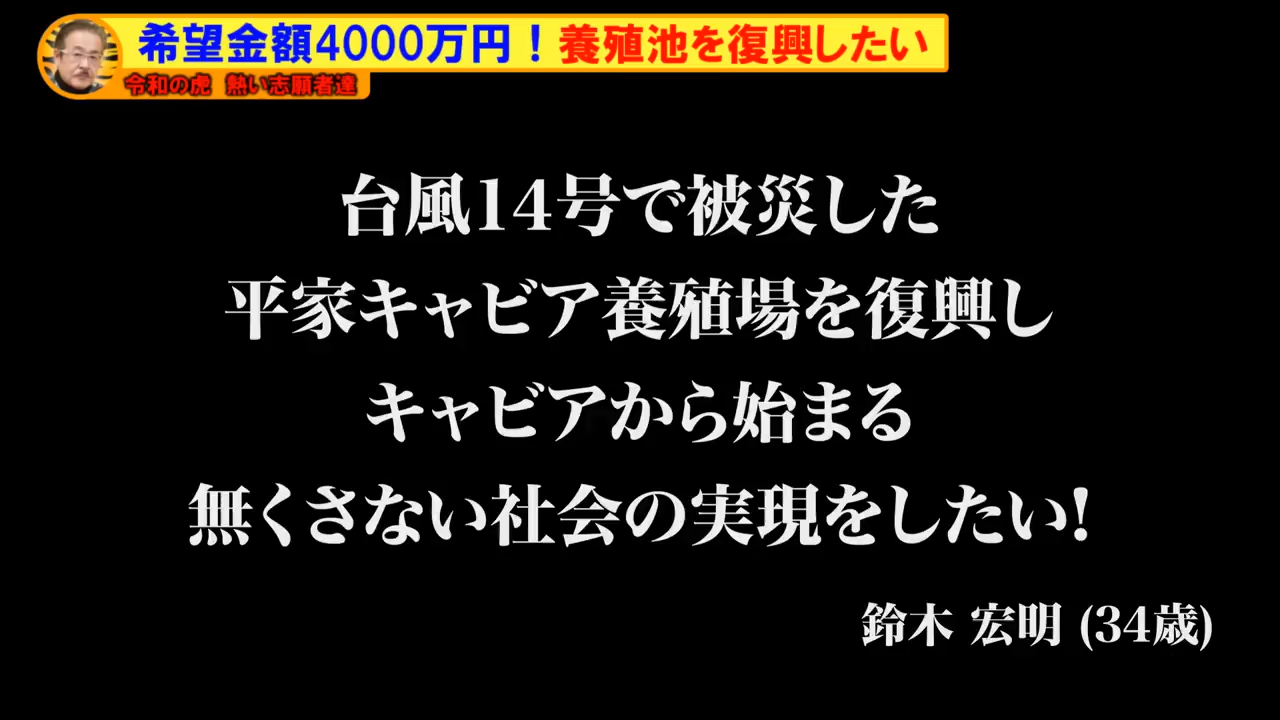 希望金額4000万円！養殖池を復興したい
令和の虎 熱い志願者達
台風14号で被災した
平家キャビア養殖場を復興し
キャビアから始まる
無くさない社会の実現をしたい!
鈴木 宏明 (34歳)